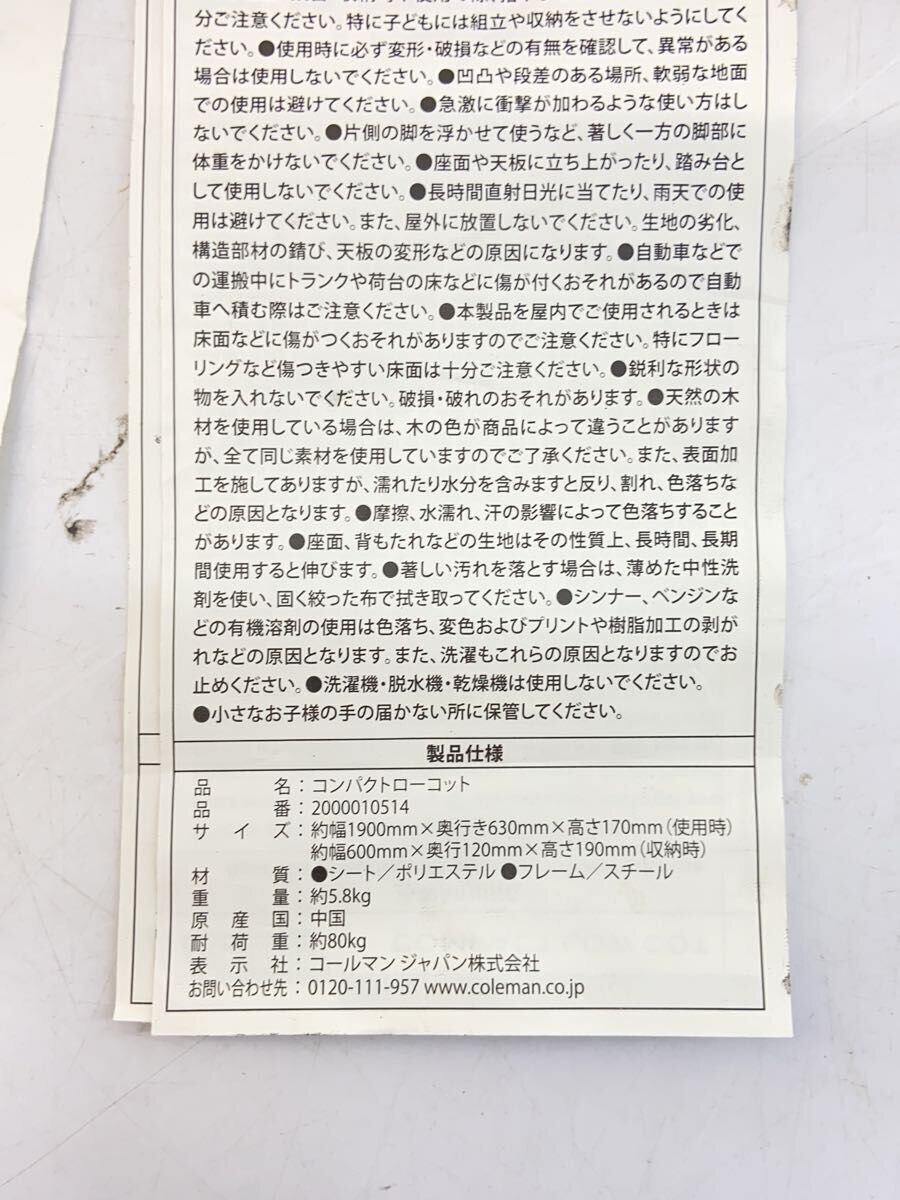 分ご注意ください。特に子どもには組立や収納をさせないようにしてく
ださい。●使用時に必ず変形・破損などの有無を確認して、異常がある
場合は使用しないでください。●凹凸や段差のある場所、軟弱な地面
での使用は避けてください。●急激に衝撃が加わるような使い方はし
ないでください。●片側の脚を浮かせて使うなど、著しく一方の脚部に
体重をかけないでください。●座面や天板に立ち上がったり、踏み台と
して使用しないでください。●長時間直射日光に当てたり、雨天での使
用は避けてください。また、屋外に放置しないでください。生地の劣化、
構造部材の錆び、天板の変形などの原因になります。●自動車などで
の運搬中にトランクや荷台の床などに傷が付くおそれがあるので自動
車へ積む際はご注意ください。●本製品を屋内でご使用されるときは
床面などに傷がつくおそれがありますのでご注意ください。特にフロー
リングなど傷つきやすい床面は十分ご注意ください。●鋭利な形状の
物を入れないでください。破損・破れのおそれがあります。●天然の木
材を使用している場合は、木の色が商品によって違うことがあります
が、全て同じ素材を使用していますのでご了承ください。また、表面加
工を施してありますが、濡れたり水分を含みますと反り、割れ、色落ちな
どの原因となります。●摩擦、水濡れ、汗の影響によって色落ちすること
があります。●座面、背もたれなどの生地はその性質上、長時間、長期
間使用すると伸びます。●著しい汚れを落とす場合は、薄めた中性洗
剤を使い、固く絞った布で拭き取ってください。●シンナー、ベンジンな
どの有機溶剤の使用は色落ち、変色およびプリントや樹脂加工の剥が
れなどの原因となります。また、洗濯もこれらの原因となりますのでお
止めください。●洗濯機・脱水機・乾燥機は使用しないでください。
●小さなお子様の手の届かない所に保管してください。
製品仕様
品名：コンパクトローコット
品番：2000010514
サイズ：約幅1900mm×奥行き630mm×高さ170mm（使用時）
約幅600mm×奥行120mm×高さ190mm（収納時）
材質：●シート／ポリエステル ●フレーム／スチール
重量：約5.8kg
原産国：中国
耐荷重：約80kg
表示社：コールマン ジャパン株式会社
お問い合わせ先：0120-111-957 www.coleman.co.jp